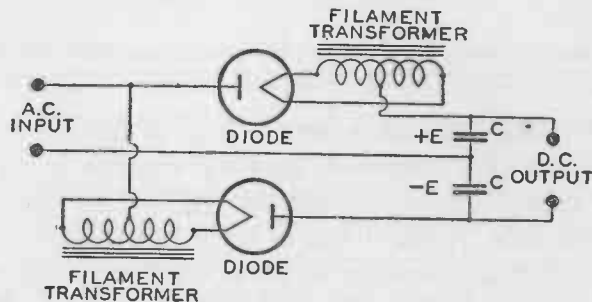 FILAMENT
TRANSFORMER
A.C.
INPUT
DIODE
+E
C
D.C.
OUTPUT
-E
C
DIODE
FILAMENT
TRANSFORMER